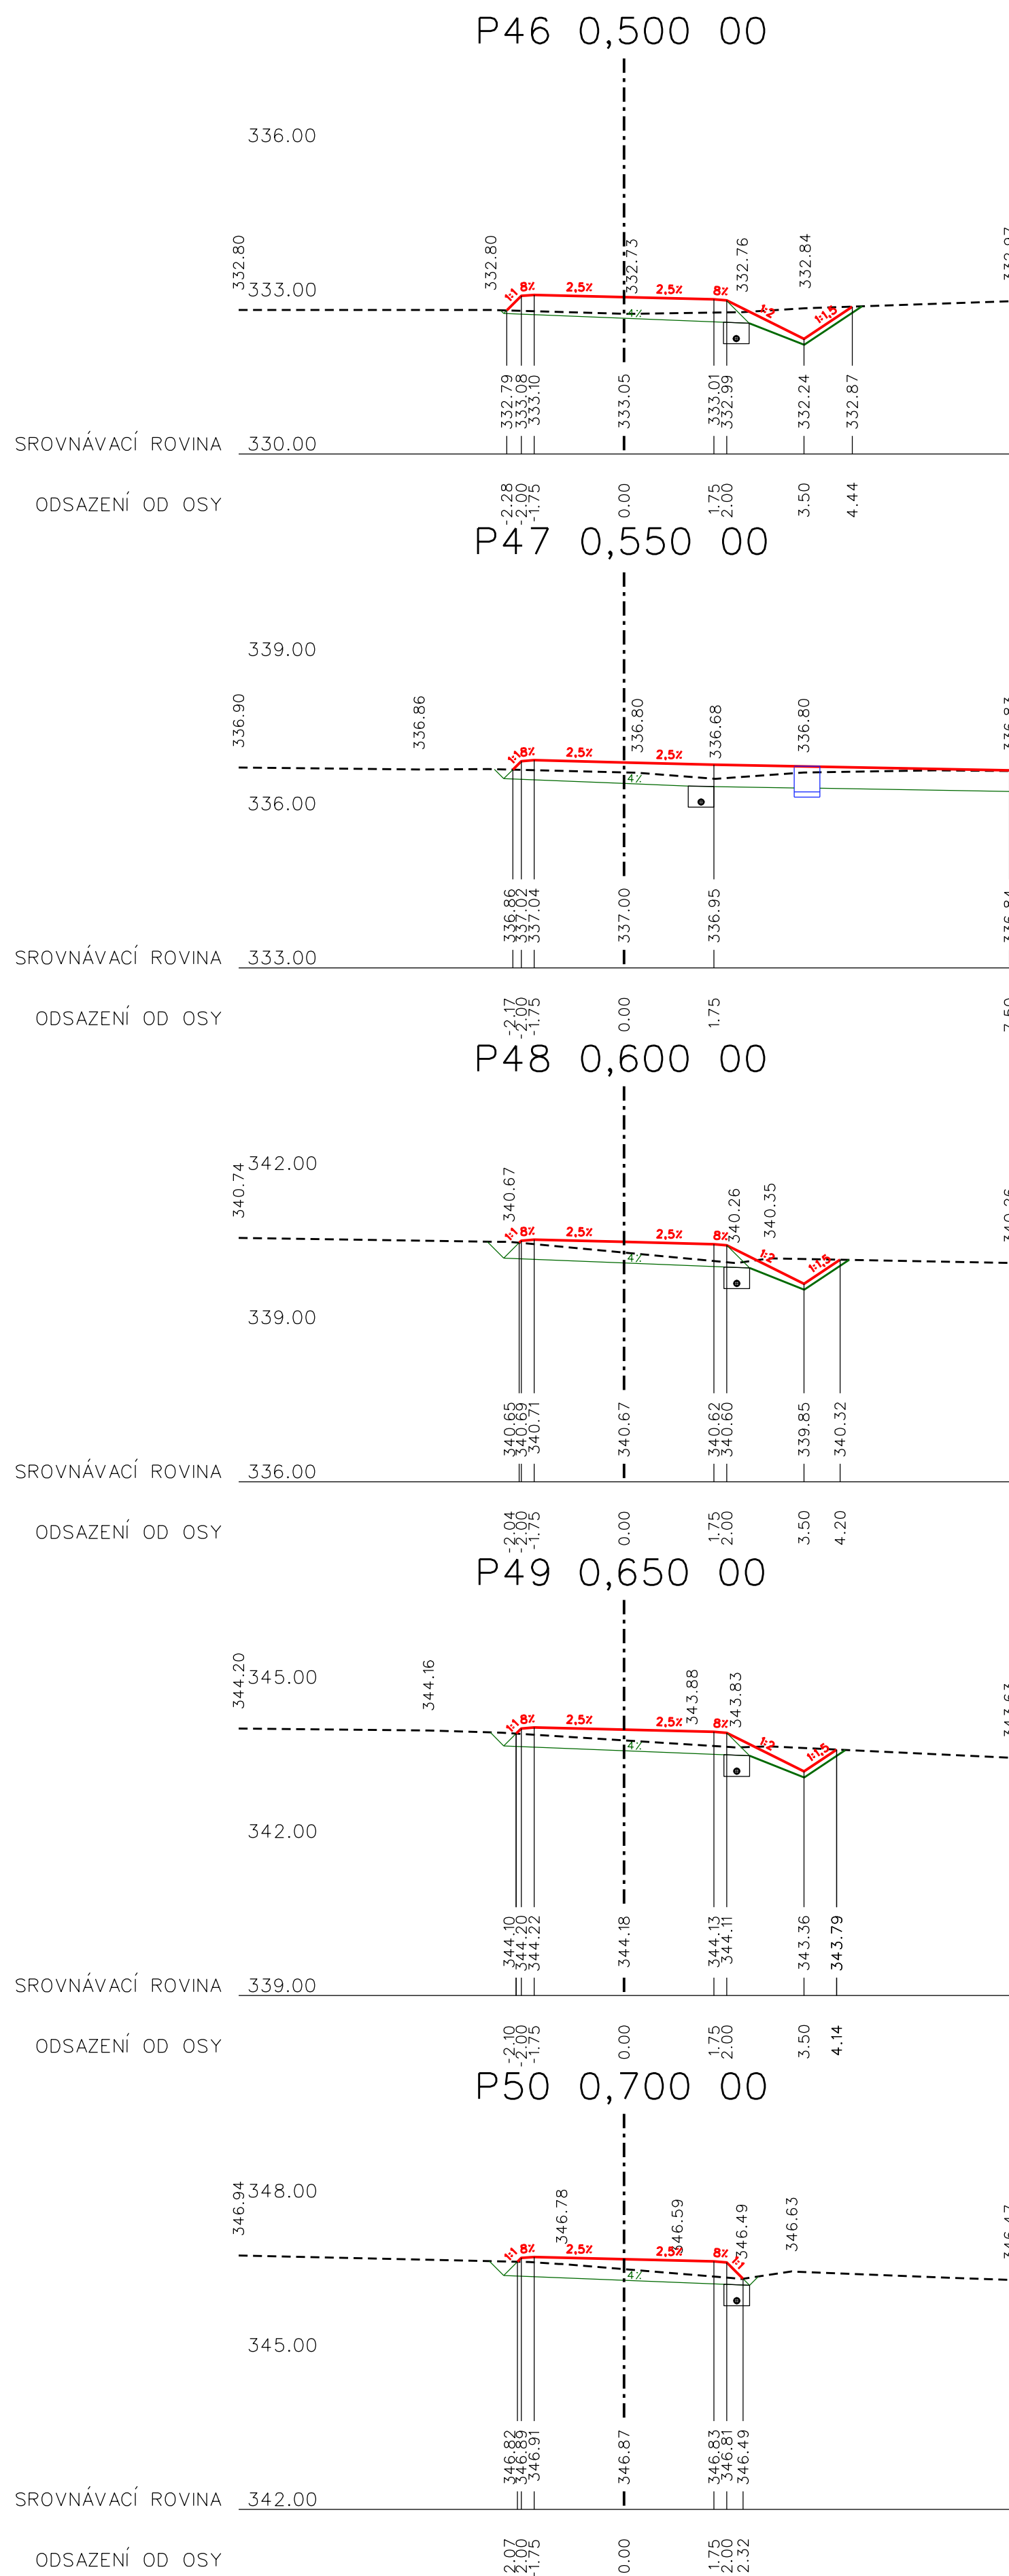 P46 0,500 00
336.00
332.80 332.80 332.73 332.76 332.84
333.00
1:1 8% 2,5% 2,5% 8% 1:2 1:1,5
4%
332.79 333.08 333.10 333.05 333.01 332.99 332.24 332.87
SROVNÁVACÍ ROVINA 330.00
ODSAZENÍ OD OSY -2.28 -2.00 -1.75 0.00 1.75 2.00 3.50 4.44
P47 0,550 00
339.00
336.90 336.86 336.80 336.68 336.80
1:1 8% 2,5% 2,5%
4%
336.00
336.86 337.02 337.04 337.00 336.95
SROVNÁVACÍ ROVINA 333.00
ODSAZENÍ OD OSY -2.17 -2.00 -1.75 0.00 1.75
P48 0,600 00
342.00
340.74 340.67 340.26 340.35
1:1 8% 2,5% 2,5% 8% 1:2 1:1,5
4%
339.00
340.65 340.69 340.71 340.67 340.62 340.60 339.85 340.32
SROVNÁVACÍ ROVINA 336.00
ODSAZENÍ OD OSY -2.04 -2.00 -1.75 0.00 1.75 2.00 3.50 4.20
P49 0,650 00
345.00
344.20 344.16 343.88 343.83
1:1 8% 2,5% 2,5% 8% 1:2 1:1,5
4%
342.00
344.10 344.20 344.22 344.18 344.13 344.11 343.36 343.79
SROVNÁVACÍ ROVINA 339.00
ODSAZENÍ OD OSY -2.10 -2.00 -1.75 0.00 1.75 2.00 3.50 4.14
P50 0,700 00
348.00
346.94 346.78 346.59 346.49 346.63
1:1 8% 2,5% 2,5% 8% 1:1
4%
345.00
346.82 346.89 346.91 346.87 346.83 346.81 346.49
SROVNÁVACÍ ROVINA 342.00
ODSAZENÍ OD OSY 2.07 2.00 -1.75 0.00 1.75 2.00 2.32